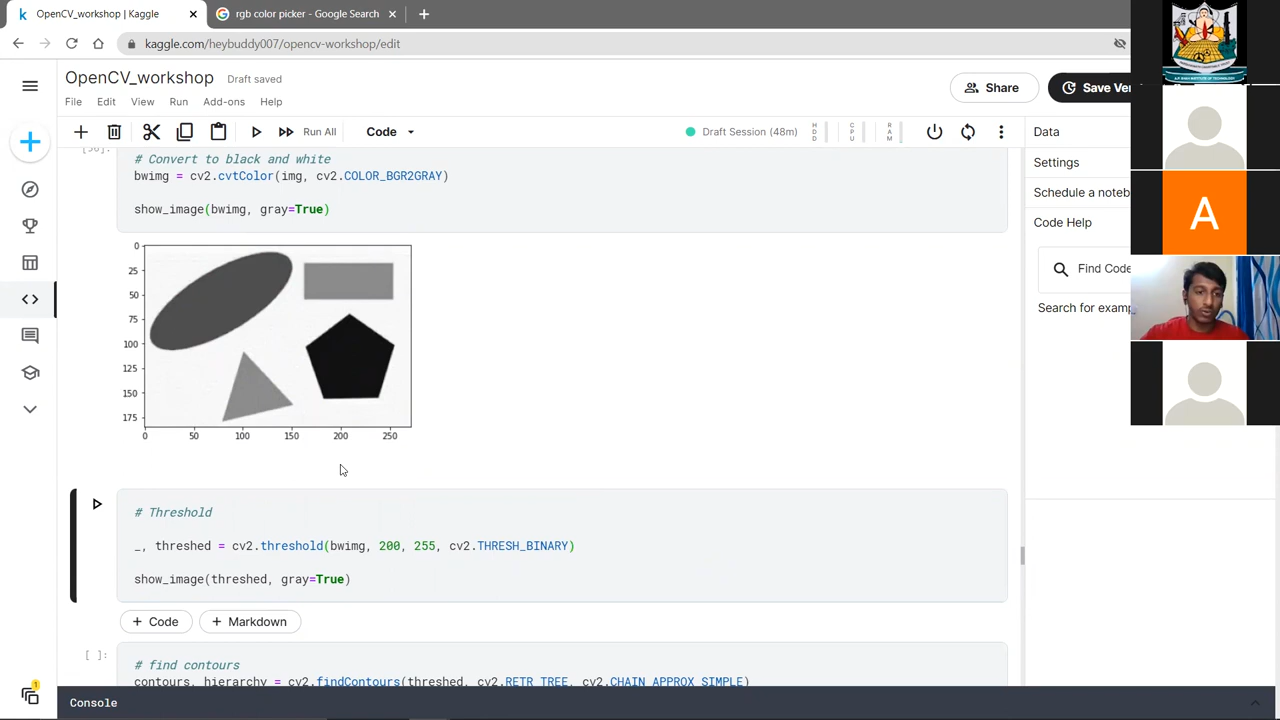 OpenCV_workshop | Kaggle
rgb color picker - Google Search
kaggle.com/heybuddy007/opencv-workshop/edit
OpenCV_workshop
Draft saved
Share
Save Ver
File
Edit
View
Run
Add-ons
Help
Run All
Code
Draft Session (48m)
HDD
CPU
RAM
Data
Settings
Schedule a noteb
Code Help
Find Code
Search for examp
# Convert to black and white
bwimg = cv2.cvtColor(img, cv2.COLOR_BGR2GRAY)
show_image(bwimg, gray=True)
0
25
50
75
100
125
150
175
0 50 100 150 200 250
# Threshold
_, threshed = cv2.threshold(bwimg, 200, 255, cv2.THRESH_BINARY)
show_image(threshed, gray=True)
+ Code
+ Markdown
[ ]:
# find contours
contours, hierarchy = cv2.findContours(threshed, cv2.RETR_TREE, cv2.CHAIN_APPROX_SIMPLE)
Console
1
A